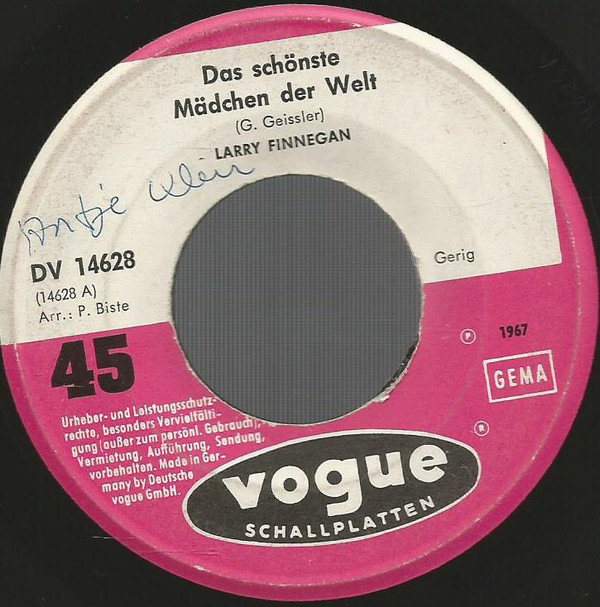 Das schönste
Mädchen der Welt
(G. Geissler)
LARRY FINNEGAN
Antje Klein
DV 14628
(14628 A)
Arr.: P. Biste
Gerig
45
℗ 1967
GEMA
Urheber- und Leistungsschutz-
rechte, besonders Vervielfälti-
gung (außer zum persönl. Gebrauch),
Vermietung, Aufführung, Sendung,
vorbehalten. Made in Ger-
many by Deutsche
vogue GmbH.
®
vogue
SCHALLPLATTEN